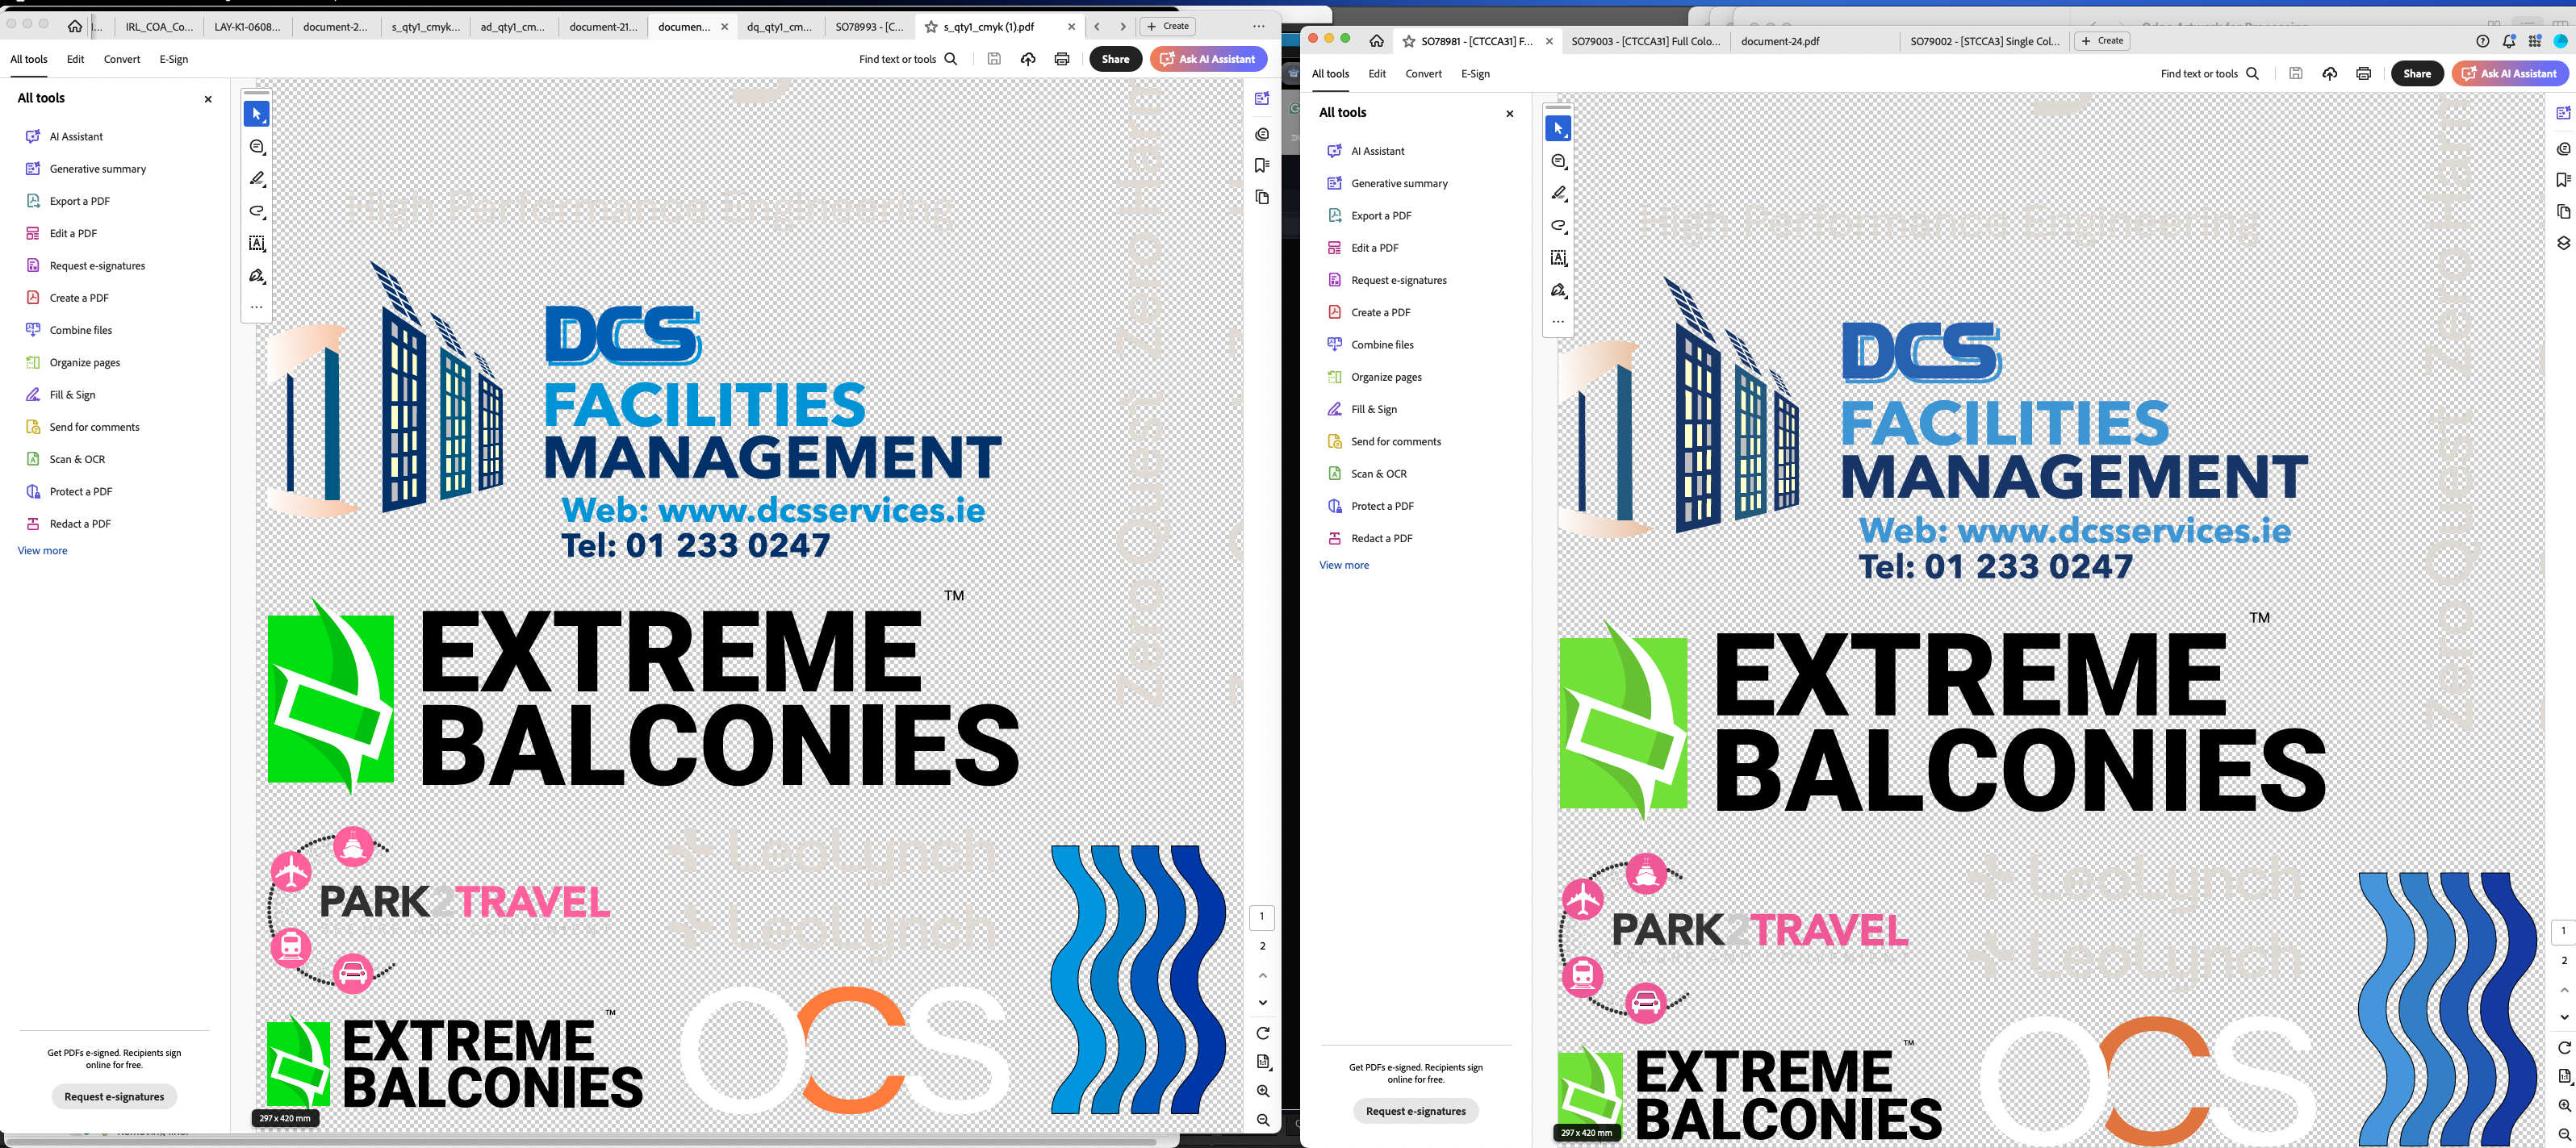 IRL_COA_Co...
LAY-K1-0608...
document-2...
s_qty1_cmyk...
ad_qty1_cm...
document-21...
documen...
dq_qty1_cm...
SO78993 - [C...
s_qty1_cmyk (1).pdf
Create
All tools
Edit
Convert
E-Sign
Find text or tools
Share
Ask AI Assistant
All tools
AI Assistant
Generative summary
Export a PDF
Edit a PDF
Request e-signatures
Create a PDF
Combine files
Organize pages
Fill & Sign
Send for comments
Scan & OCR
Protect a PDF
Redact a PDF
View more
Get PDFs e-signed. Recipients sign
online for free.
Request e-signatures
High Performance Engineering
Zero Quest Zero Harm
DCS
FACILITIES
MANAGEMENT
Web: www.dcsservices.ie
Tel: 01 233 0247
EXTREME TM
BALCONIES
PARK2TRAVEL
LeoLynch
LeoLynch
EXTREME TM
BALCONIES
OCS
297 x 420 mm
1
2
SO78981 - [CTCCA31] F...
SO79003 - [CTCCA31] Full Colo...
document-24.pdf
SO79002 - [STCCA3] Single Col...
Create
All tools
Edit
Convert
E-Sign
Find text or tools
Share
Ask AI Assistant
All tools
AI Assistant
Generative summary
Export a PDF
Edit a PDF
Request e-signatures
Create a PDF
Combine files
Organize pages
Fill & Sign
Send for comments
Scan & OCR
Protect a PDF
Redact a PDF
View more
Get PDFs e-signed. Recipients sign
online for free.
Request e-signatures
High Performance Engineering
Zero Quest Zero Harm
DCS
FACILITIES
MANAGEMENT
Web: www.dcsservices.ie
Tel: 01 233 0247
EXTREME TM
BALCONIES
PARK2TRAVEL
LeoLynch
LeoLynch
EXTREME TM
BALCONIES
OCS
297 x 420 mm
1
2